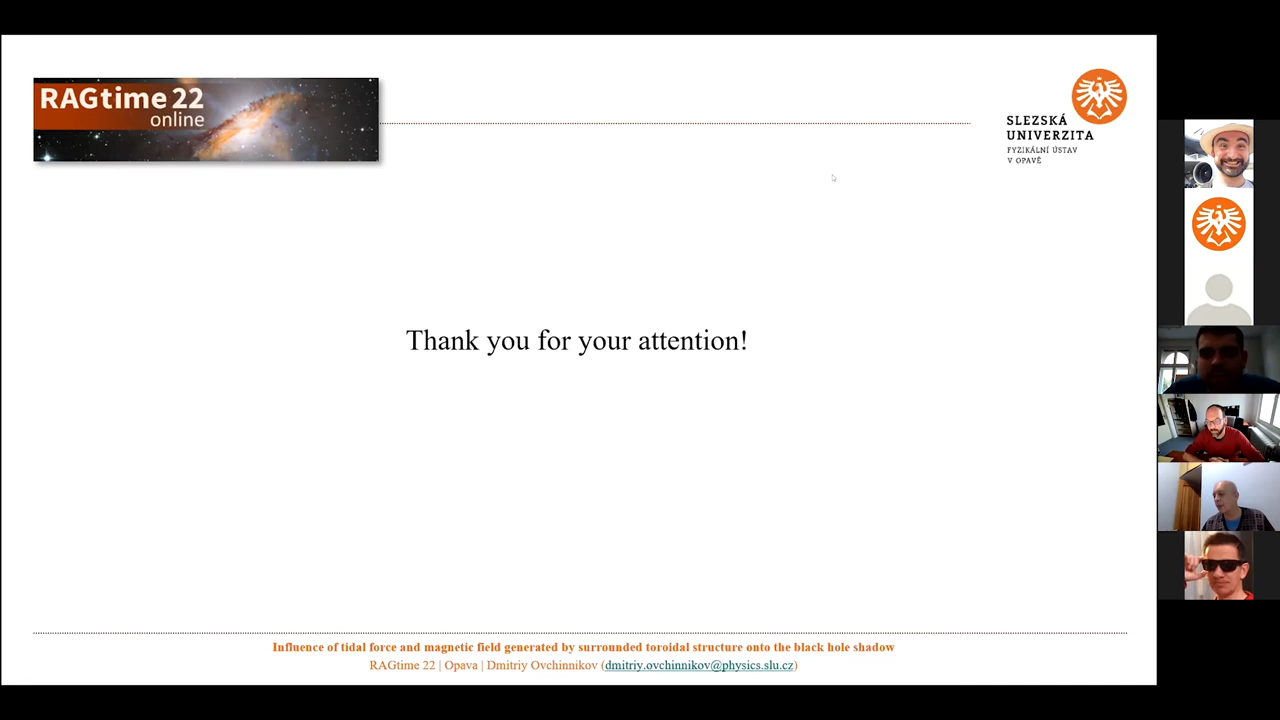 RAGtime 22
online
SLEZSKÁ
UNIVERZITA
FYZIKÁLNÍ ÚSTAV
V OPAVĚ
Thank you for your attention!
Influence of tidal force and magnetic field generated by surrounded toroidal structure onto the black hole shadow
RAGtime 22 | Opava | Dmitriy Ovchinnikov (dmitriy.ovchinnikov@physics.slu.cz)